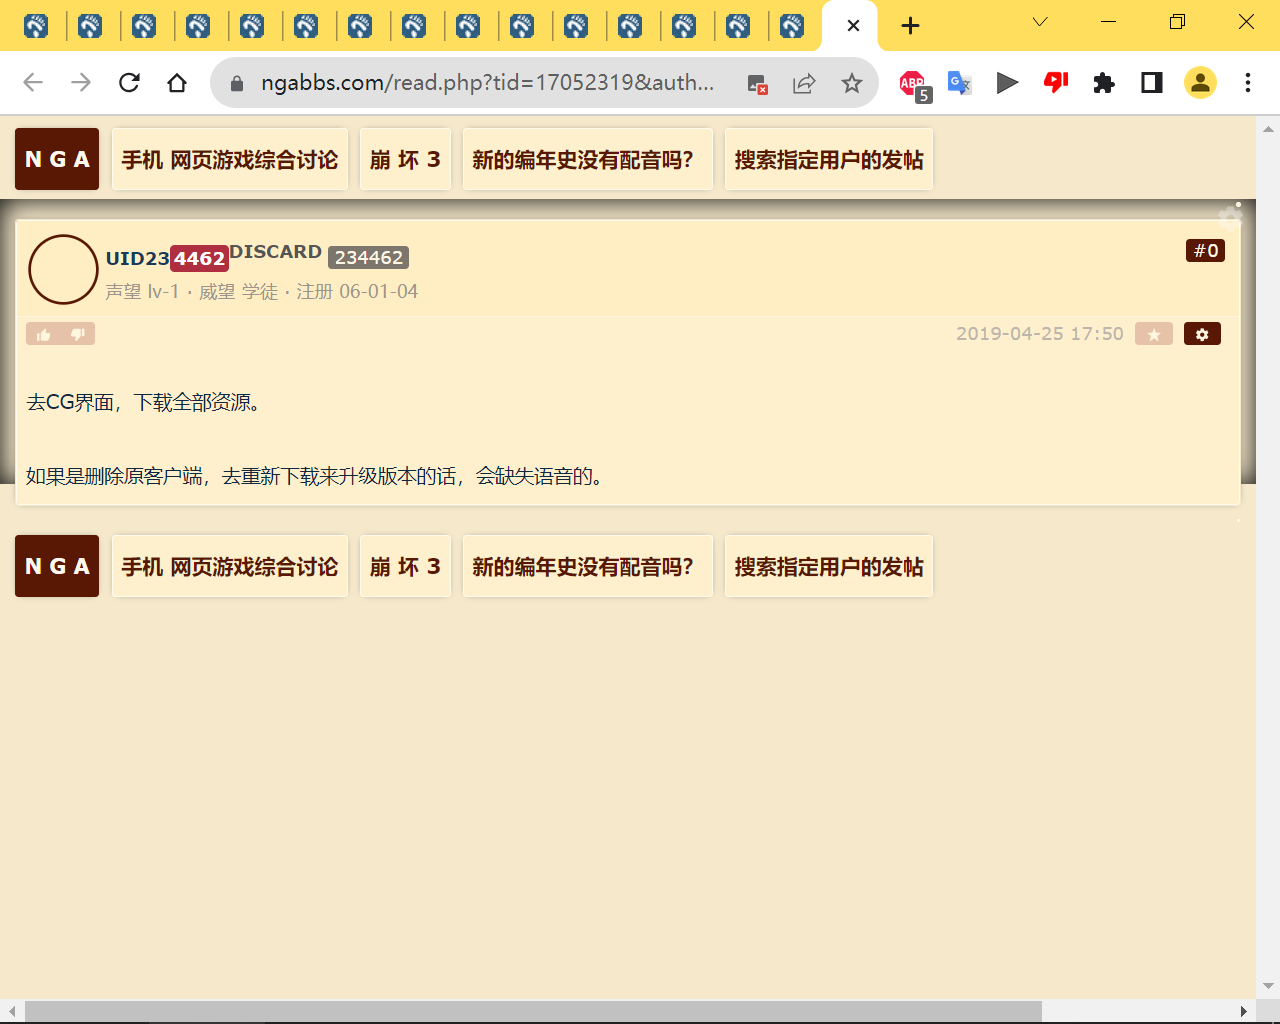 ngabbs.com/read.php?tid=17052319&auth...
ABP
5
N G A 手机 网页游戏综合讨论 崩 坏 3 新的编年史没有配音吗？ 搜索指定用户的发帖
UID234462DISCARD 234462 #0
声望 lv-1 · 威望 学徒 · 注册 06-01-04
2019-04-25 17:50
去CG界面，下载全部资源。
如果是删除原客户端，去重新下载来升级版本的话，会缺失语音的。
N G A 手机 网页游戏综合讨论 崩 坏 3 新的编年史没有配音吗？ 搜索指定用户的发帖